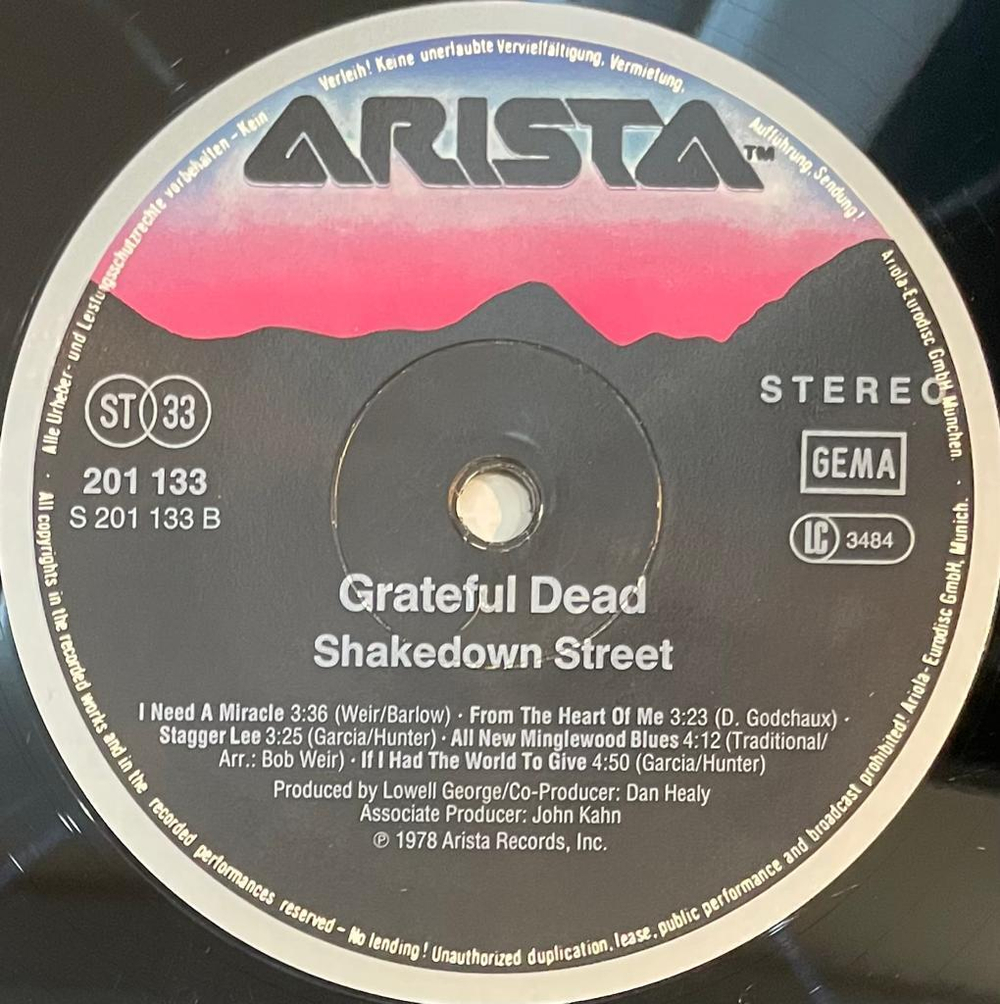 Alle Urheber- und Leistungsschutzrechte vorbehalten - Kein Verleih! Keine unerlaubte Vervielfältigung, Vermietung, Aufführung, Sendung! Ariola-Eurodisc GmbH, München. ·
ARISTA™
STEREO
ST 33
GEMA
201 133
S 201 133 B
LC 3484
Grateful Dead
Shakedown Street
I Need A Miracle 3:36 (Weir/Barlow) · From The Heart Of Me 3:23 (D. Godchaux) ·
Stagger Lee 3:25 (Garcia/Hunter) · All New Minglewood Blues 4:12 (Traditional/
Arr.: Bob Weir) · If I Had The World To Give 4:50 (Garcia/Hunter)
Produced by Lowell George/Co-Producer: Dan Healy
Associate Producer: John Kahn
℗ 1978 Arista Records, Inc.
· All copyrights in the recorded works and in the recorded performances reserved - No lending! Unauthorized duplication, lease, public performance and broadcast prohibited! Ariola-Eurodisc GmbH, Munich.